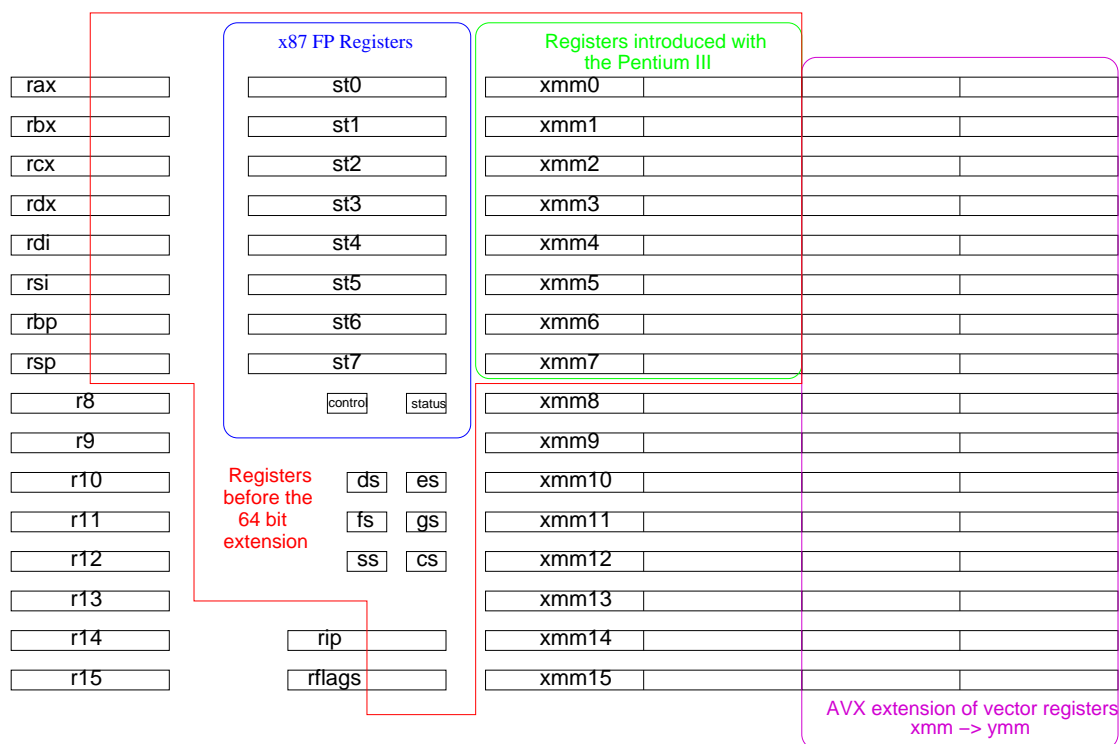 x87 FP Registers
Registers introduced with
the Pentium III
rax st0 xmm0
rbx st1 xmm1
rcx st2 xmm2
rdx st3 xmm3
rdi st4 xmm4
rsi st5 xmm5
rbp st6 xmm6
rsp st7 xmm7
r8 control status xmm8
r9 xmm9
r10 ds es xmm10
r11 fs gs xmm11
r12 ss cs xmm12
Registers
before the
64 bit
extension
r13 xmm13
r14 rip xmm14
r15 rflags xmm15
AVX extension of vector registers
xmm −> ymm